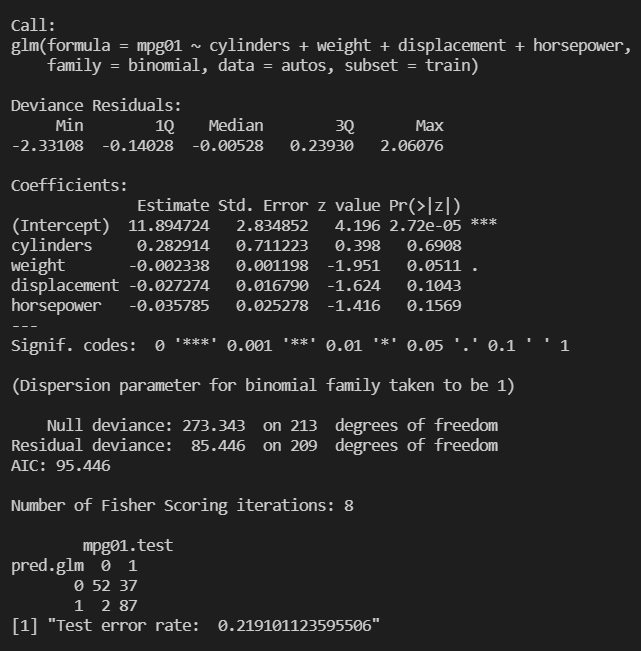 Call:
glm(formula = mpg01 ~ cylinders + weight + displacement + horsepower,
    family = binomial, data = autos, subset = train)

Deviance Residuals:
     Min        1Q    Median        3Q       Max
-2.33108  -0.14028  -0.00528   0.23930   2.06076

Coefficients:
              Estimate Std. Error z value Pr(>|z|)
(Intercept)  11.894724   2.834852   4.196 2.72e-05 ***
cylinders     0.282914   0.711223   0.398   0.6908
weight       -0.002338   0.001198  -1.951   0.0511 .
displacement -0.027274   0.016790  -1.624   0.1043
horsepower   -0.035785   0.025278  -1.416   0.1569
---
Signif. codes:  0 '***' 0.001 '**' 0.01 '*' 0.05 '.' 0.1 ' ' 1

(Dispersion parameter for binomial family taken to be 1)

    Null deviance: 273.343  on 213  degrees of freedom
Residual deviance:  85.446  on 209  degrees of freedom
AIC: 95.446

Number of Fisher Scoring iterations: 8

        mpg01.test
pred.glm  0  1
       0 52 37
       1  2 87
[1] "Test error rate:  0.219101123595506"